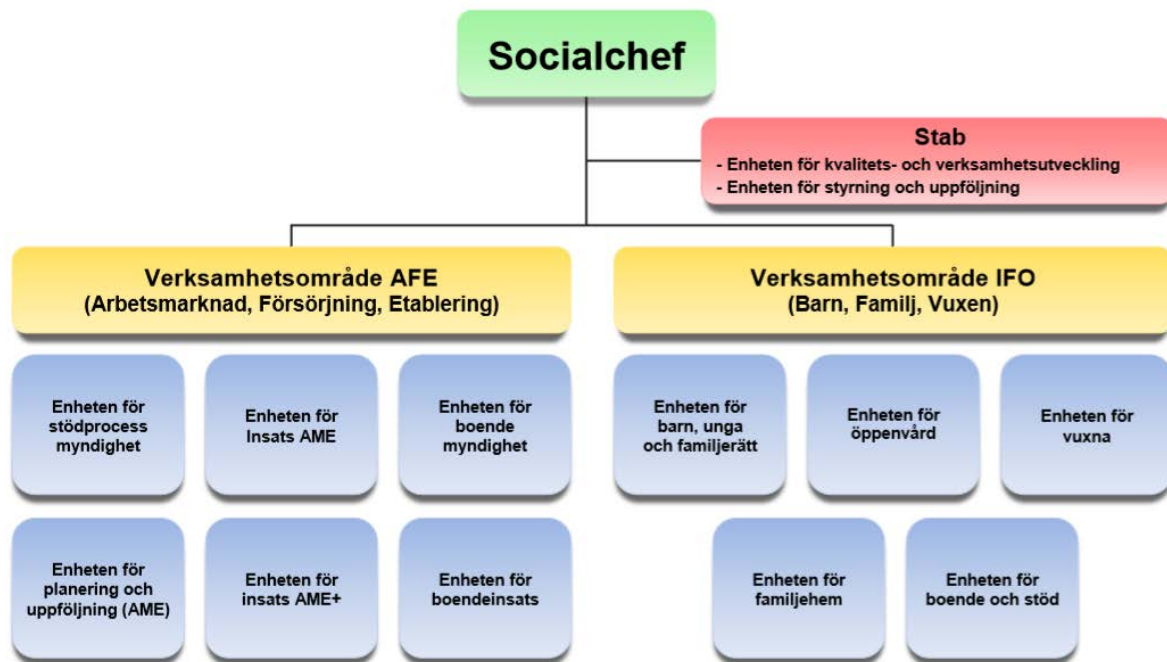 Socialchef
Stab
- Enheten för kvalitets- och verksamhetsutveckling
- Enheten för styrning och uppföljning
Verksamhetsområde AFE
(Arbetsmarknad, Försörjning, Etablering)
Verksamhetsområde IFO
(Barn, Familj, Vuxen)
Enheten för
stödprocess
myndighet
Enheten för
Insats AME
Enheten för
boende
myndighet
Enheten för
barn, unga
och familjerätt
Enheten för
öppenvård
Enheten för
vuxna
Enheten för
planering och
uppföljning (AME)
Enheten för
insats AME+
Enheten för
boendeinsats
Enheten för
familjehem
Enheten för
boende och stöd